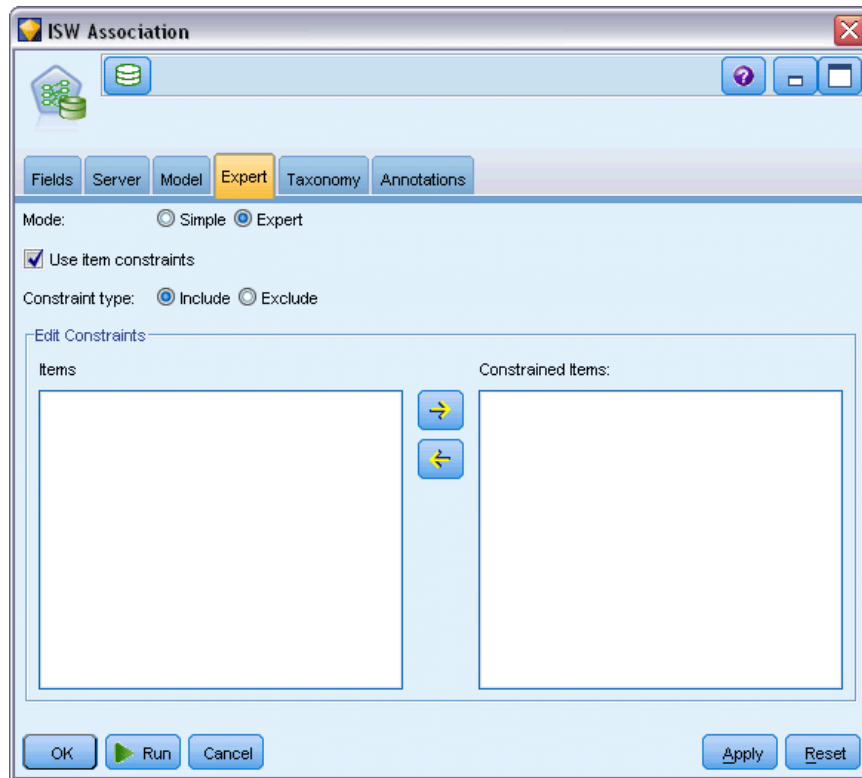 ISW Association
Fields Server Model Expert Taxonomy Annotations
Mode: Simple Expert
Use item constraints
Constraint type: Include Exclude
Edit Constraints
Items Constrained Items:
OK Run Cancel Apply Reset